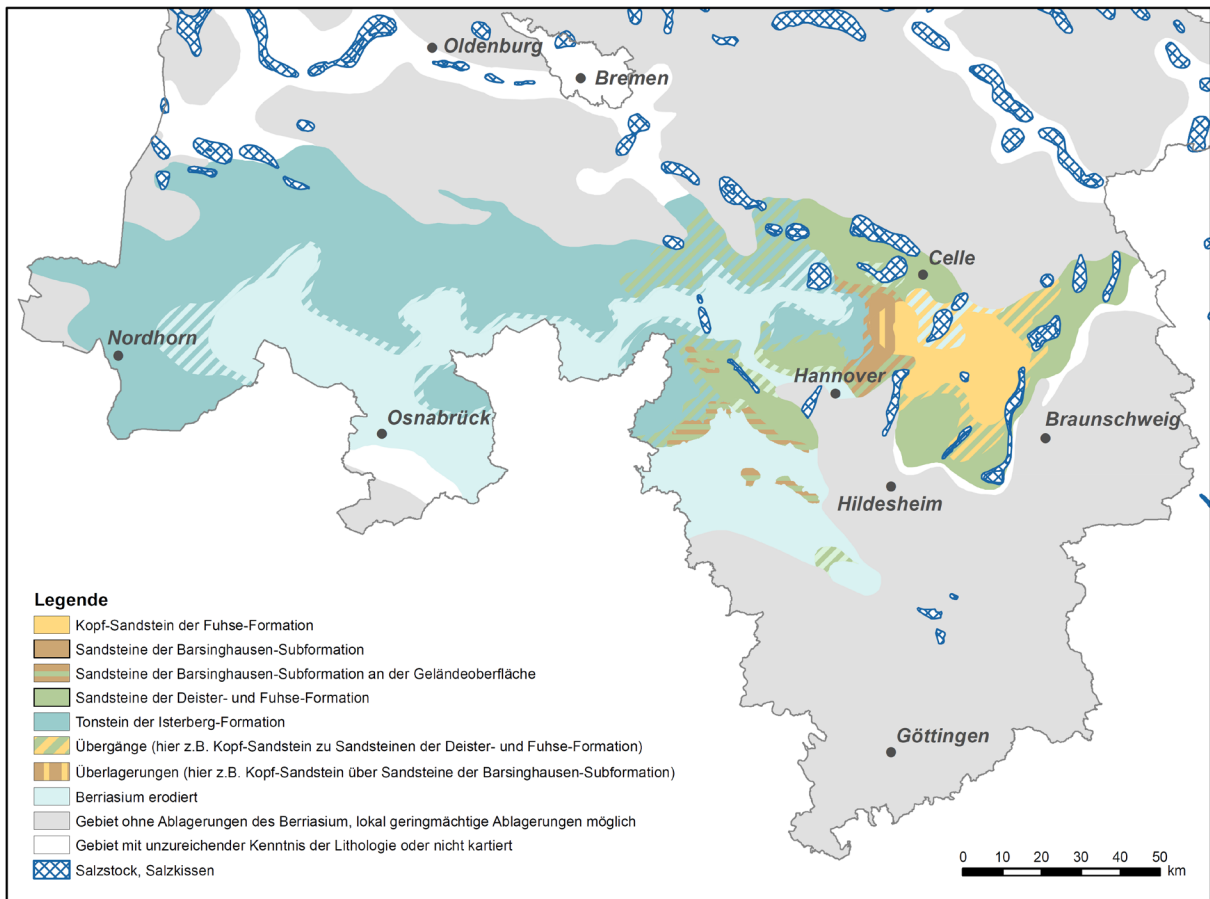 Oldenburg
Bremen
Celle
Nordhorn
Hannover
Osnabrück
Braunschweig
Hildesheim
Göttingen
Legende
Kopf-Sandstein der Fuhse-Formation
Sandsteine der Barsinghausen-Subformation
Sandsteine der Barsinghausen-Subformation an der Geländeoberfläche
Sandsteine der Deister- und Fuhse-Formation
Tonstein der Isterberg-Formation
Übergänge (hier z.B. Kopf-Sandstein zu Sandsteinen der Deister- und Fuhse-Formation)
Überlagerungen (hier z.B. Kopf-Sandstein über Sandsteine der Barsinghausen-Subformation)
Berriasium erodiert
Gebiet ohne Ablagerungen des Berriasium, lokal geringmächtige Ablagerungen möglich
Gebiet mit unzureichender Kenntnis der Lithologie oder nicht kartiert
Salzstock, Salzkissen
0 10 20 30 40 50
km